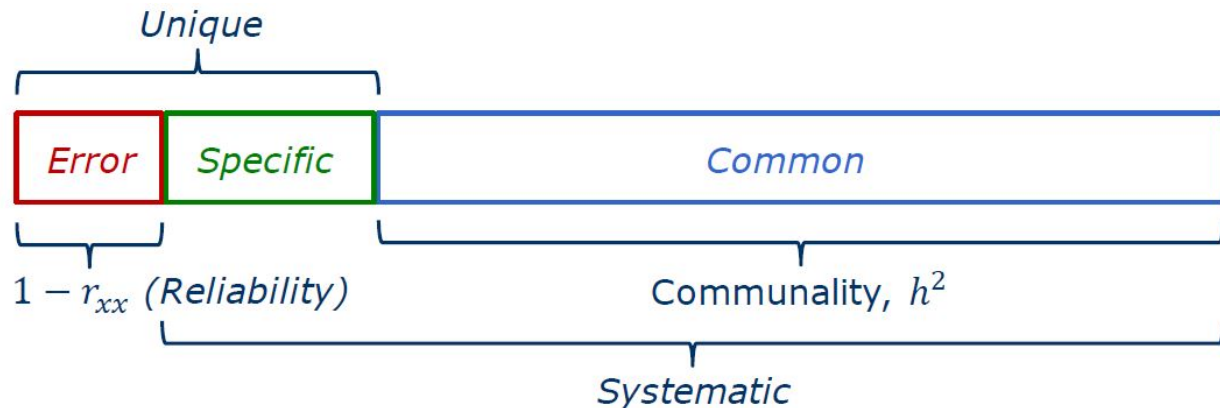 Unique
Error Specific Common
1 − r_xx (Reliability) Communality, h²
Systematic